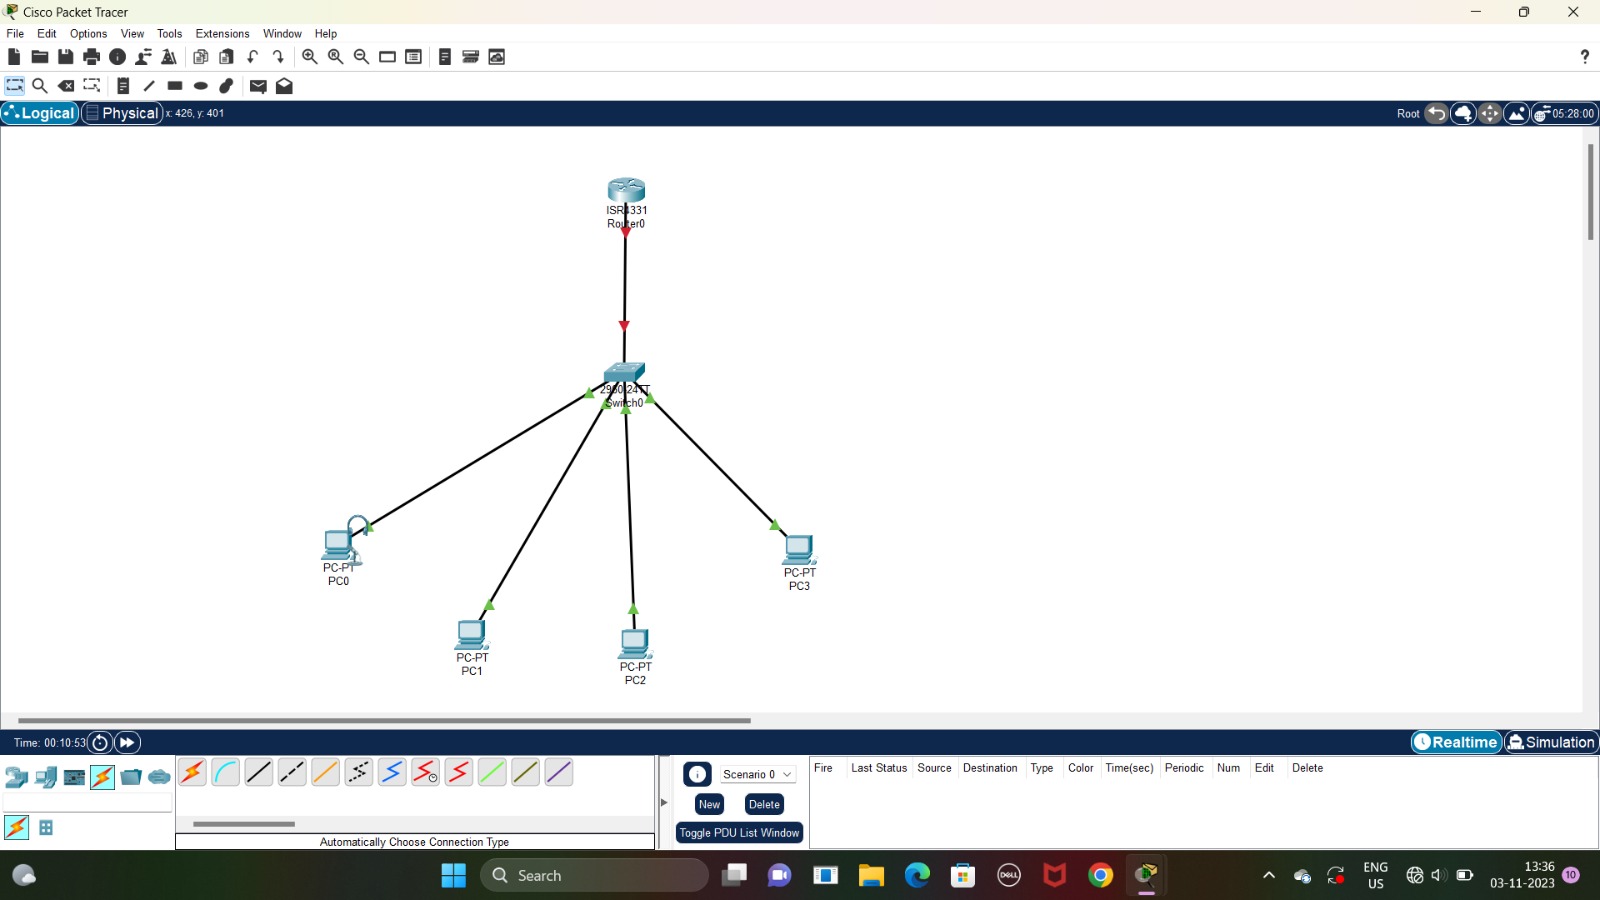 Cisco Packet Tracer
File Edit Options View Tools Extensions Window Help
?
Logical Physical x: 426, y: 401 Root 05:28:00
ISR4331
Router0
2960-24TT
Switch0
PC-PT
PC0
PC-PT
PC3
PC-PT
PC1
PC-PT
PC2
Time: 00:10:53 Realtime Simulation
Scenario 0
New Delete
Toggle PDU List Window
Fire Last Status Source Destination Type Color Time(sec) Periodic Num Edit Delete
Automatically Choose Connection Type
Search
DELL
ENG
US
13:36
03-11-2023
10